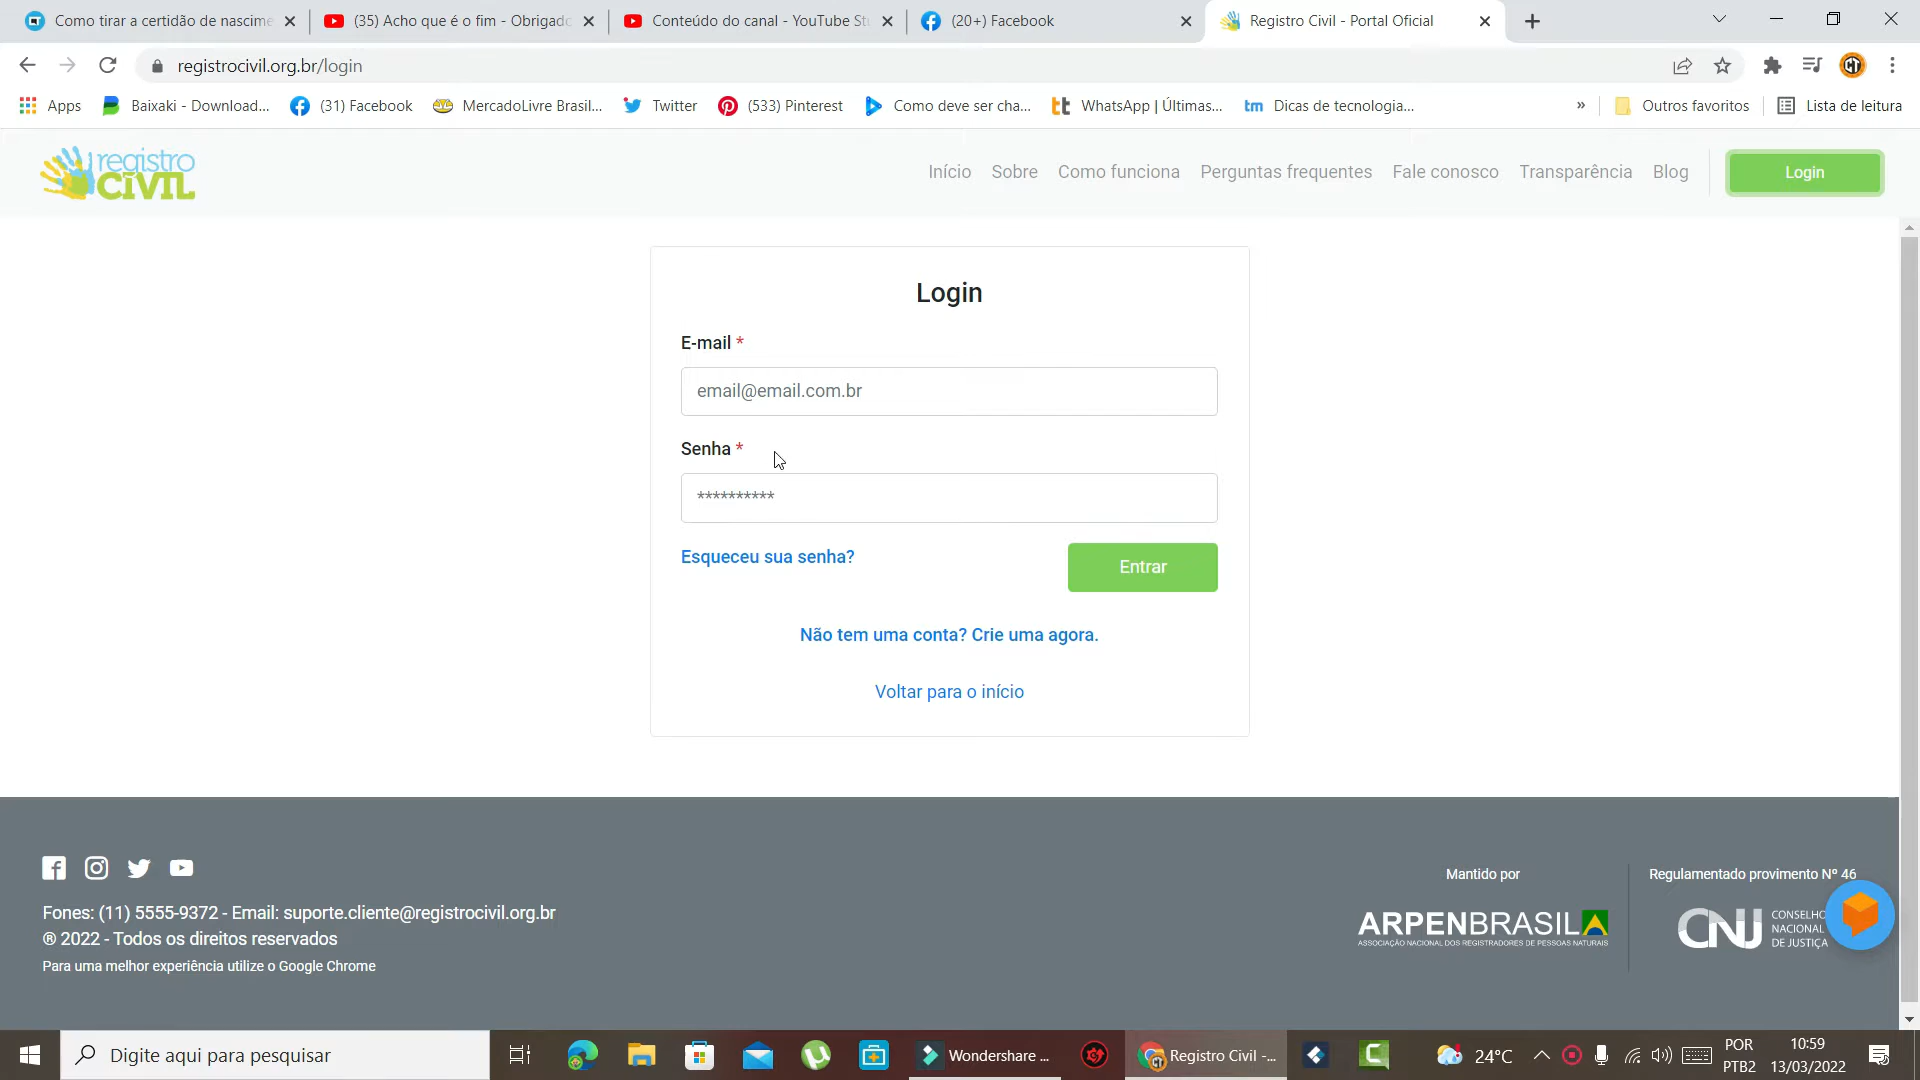 Como tirar a certidão de nascime
(35) Acho que é o fim - Obrigado
Conteúdo do canal - YouTube Stu
(20+) Facebook
Registro Civil - Portal Oficial
registrocivil.org.br/login
Apps
Baixaki - Download...
(31) Facebook
MercadoLivre Brasil...
Twitter
(533) Pinterest
Como deve ser cha...
WhatsApp | Últimas...
tm
Dicas de tecnologia...
»
Outros favoritos
Lista de leitura
registro
CIVIL
Início
Sobre
Como funciona
Perguntas frequentes
Fale conosco
Transparência
Blog
Login
Login
E-mail *
email@email.com.br
Senha *
**********
Esqueceu sua senha?
Entrar
Não tem uma conta? Crie uma agora.
Voltar para o início
Fones: (11) 5555-9372 - Email: suporte.cliente@registrocivil.org.br
® 2022 - Todos os direitos reservados
Para uma melhor experiência utilize o Google Chrome
Mantido por
ARPENBRASIL
ASSOCIAÇÃO NACIONAL DOS REGISTRADORES DE PESSOAS NATURAIS
Regulamentado provimento Nº 46
CNJ
CONSELHO
NACIONAL
DE JUSTIÇA
Digite aqui para pesquisar
Wondershare ...
Registro Civil -...
24°C
POR
PTB2
10:59
13/03/2022